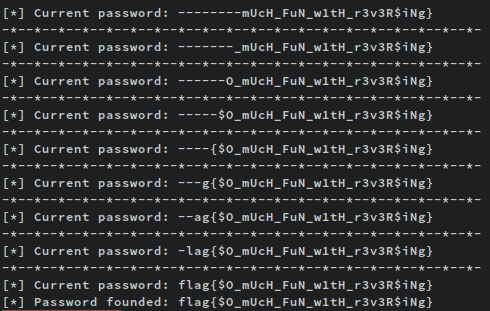 [*] Current password: --------mUcH_FuN_w1tH_r3v3R$iNg}
-*--*--*--*--*--*--*--*--*--*--*--*--*--*--*--*--*--*--*--*-
[*] Current password: -------_mUcH_FuN_w1tH_r3v3R$iNg}
-*--*--*--*--*--*--*--*--*--*--*--*--*--*--*--*--*--*--*--*-
[*] Current password: ------O_mUcH_FuN_w1tH_r3v3R$iNg}
-*--*--*--*--*--*--*--*--*--*--*--*--*--*--*--*--*--*--*--*-
[*] Current password: -----$O_mUcH_FuN_w1tH_r3v3R$iNg}
-*--*--*--*--*--*--*--*--*--*--*--*--*--*--*--*--*--*--*--*-
[*] Current password: ----{$O_mUcH_FuN_w1tH_r3v3R$iNg}
-*--*--*--*--*--*--*--*--*--*--*--*--*--*--*--*--*--*--*--*-
[*] Current password: ---g{$O_mUcH_FuN_w1tH_r3v3R$iNg}
-*--*--*--*--*--*--*--*--*--*--*--*--*--*--*--*--*--*--*--*-
[*] Current password: --ag{$O_mUcH_FuN_w1tH_r3v3R$iNg}
-*--*--*--*--*--*--*--*--*--*--*--*--*--*--*--*--*--*--*--*-
[*] Current password: -lag{$O_mUcH_FuN_w1tH_r3v3R$iNg}
-*--*--*--*--*--*--*--*--*--*--*--*--*--*--*--*--*--*--*--*-
[*] Current password: flag{$O_mUcH_FuN_w1tH_r3v3R$iNg}
[*] Password founded: flag{$O_mUcH_FuN_w1tH_r3v3R$iNg}